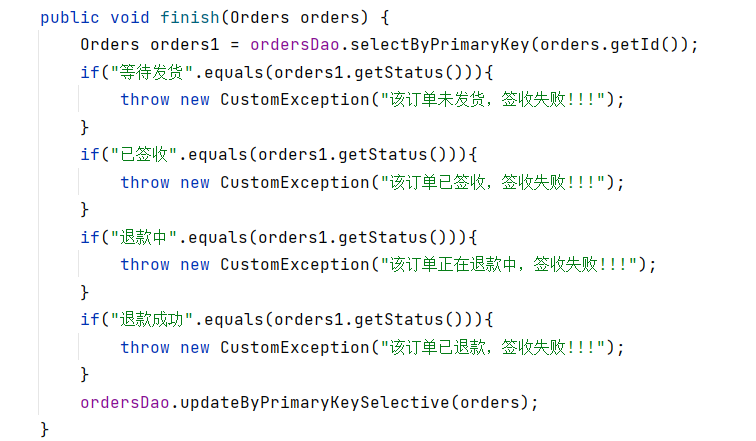 public void finish(Orders orders) {
    Orders orders1 = ordersDao.selectByPrimaryKey(orders.getId());
    if("等待发货".equals(orders1.getStatus())){
        throw new CustomException("该订单未发货，签收失败!!!");
    }
    if("已签收".equals(orders1.getStatus())){
        throw new CustomException("该订单已签收，签收失败!!!");
    }
    if("退款中".equals(orders1.getStatus())){
        throw new CustomException("该订单正在退款中，签收失败!!!");
    }
    if("退款成功".equals(orders1.getStatus())){
        throw new CustomException("该订单已退款，签收失败!!!");
    }
    ordersDao.updateByPrimaryKeySelective(orders);
}